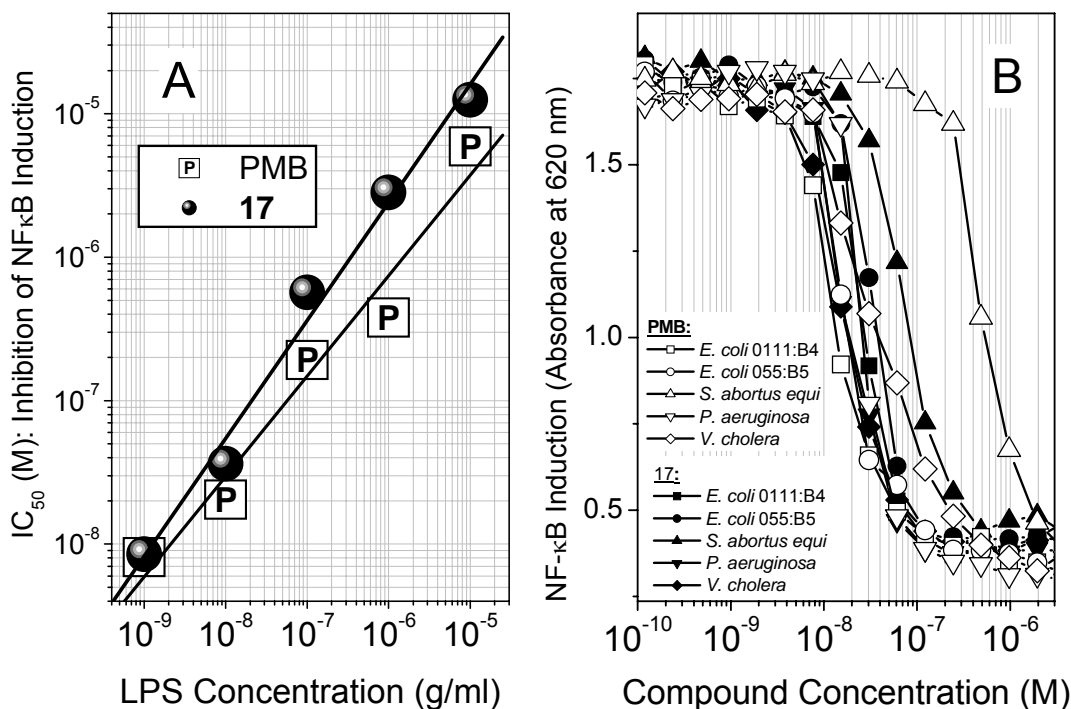 A
IC50 (M): Inhibition of NFκB Induction
10-5
10-6
10-7
10-8
P PMB
17
P
P
P
P
10-9 10-8 10-7 10-6 10-5
LPS Concentration (g/ml)
B
NF-κB Induction (Absorbance at 620 nm)
1.5
1.0
0.5
PMB:
E. coli 0111:B4
E. coli 055:B5
S. abortus equi
P. aeruginosa
V. cholera
17:
E. coli 0111:B4
E. coli 055:B5
S. abortus equi
P. aeruginosa
V. cholera
10-10 10-9 10-8 10-7 10-6
Compound Concentration (M)